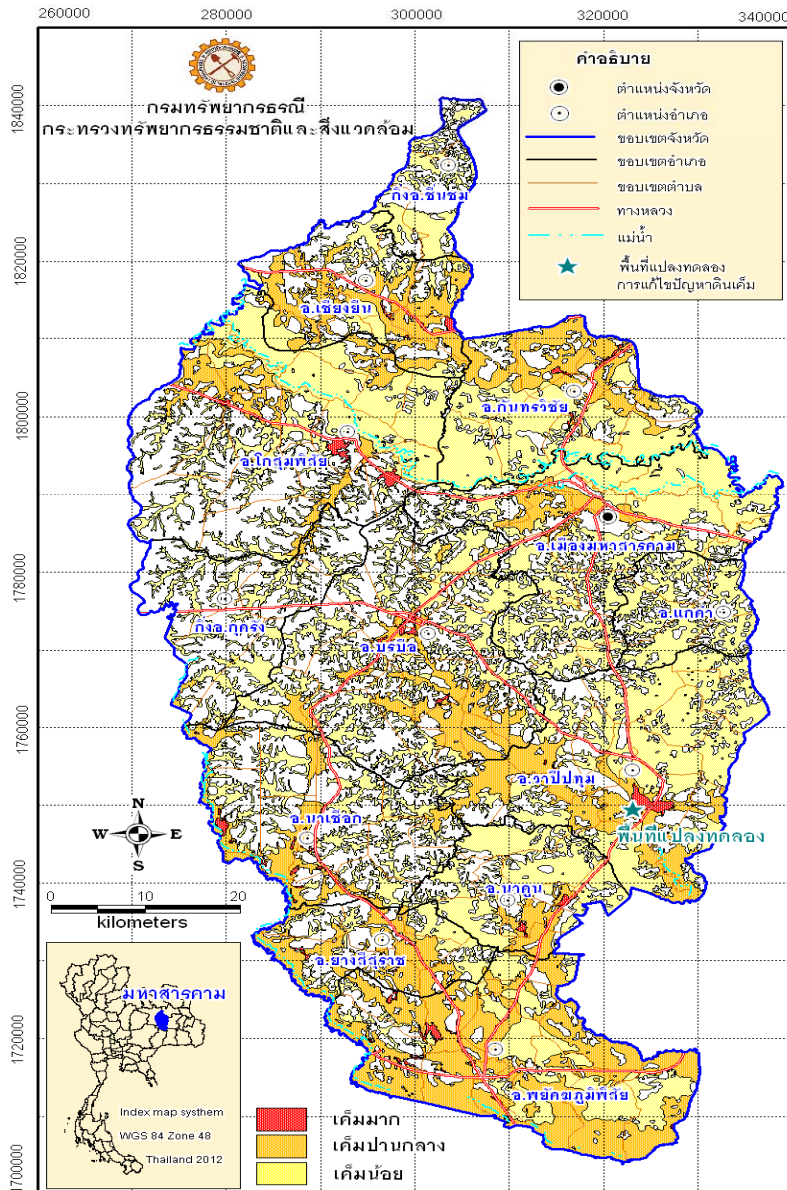 260000 280000 300000 320000 340000
กรมทรัพยากรธรณี
กระทรวงทรัพยากรธรรมชาติและสิ่งแวดล้อม
คำอธิบาย
ตำแหน่งจังหวัด
ตำแหน่งอำเภอ
ขอบเขตจังหวัด
ขอบเขตอำเภอ
ขอบเขตตำบล
ทางหลวง
แม่น้ำ
พื้นที่แปลงทดลอง
การแก้ไขปัญหาดินเค็ม
1840000
1820000
1800000
1780000
1760000
1740000
1720000
1700000
กิ่งอ.ชื่นชม
อ.เชียงยืน
อ.กันทรวิชัย
อ.โกสุมพิสัย
อ.เมืองมหาสารคาม
อ.แกดำ
กิ่งอ.กุดรัง
อ.บรบือ
อ.วาปีปทุม
พื้นที่แปลงทดลอง
อ.นาเชือก
อ.นาดูน
อ.ยางสีสุราช
อ.พยัคฆภูมิพิสัย
N
W E
S
0 10 20
kilometers
มหาสารคาม
Index map systhem
WGS 84 Zone 48
Thailand 2012
เค็มมาก
เค็มปานกลาง
เค็มน้อย